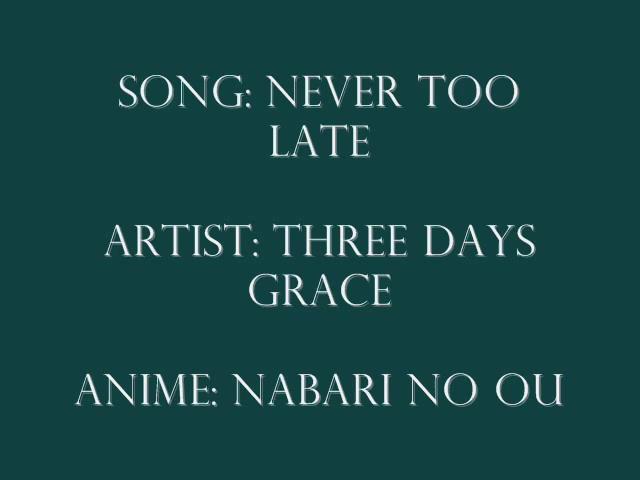 SONG: NEVER TOO
LATE
ARTIST: THREE DAYS
GRACE
ANIME: NABARI NO OU